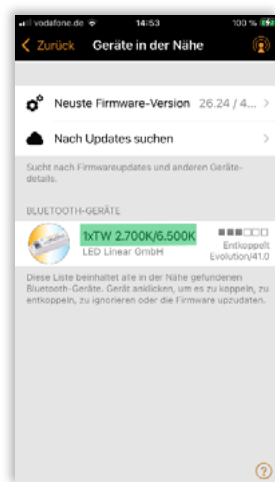 vodafone.de 14:53 100 %
Zurück Geräte in der Nähe
Neuste Firmware-Version 26.24 / 4...
Nach Updates suchen
Sucht nach Firmwareupdates und anderen Geräte-
details.
BLUETOOTH-GERÄTE
1xTW 2.700K/6.500K
LED Linear GmbH
Entkoppelt
Evolution/41.0
Diese Liste beinhaltet alle in der Nähe gefundenen
Bluetooth-Geräte. Gerät anklicken, um es zu koppeln, zu
entkoppeln, zu ignorieren oder die Firmware upzudaten.
?